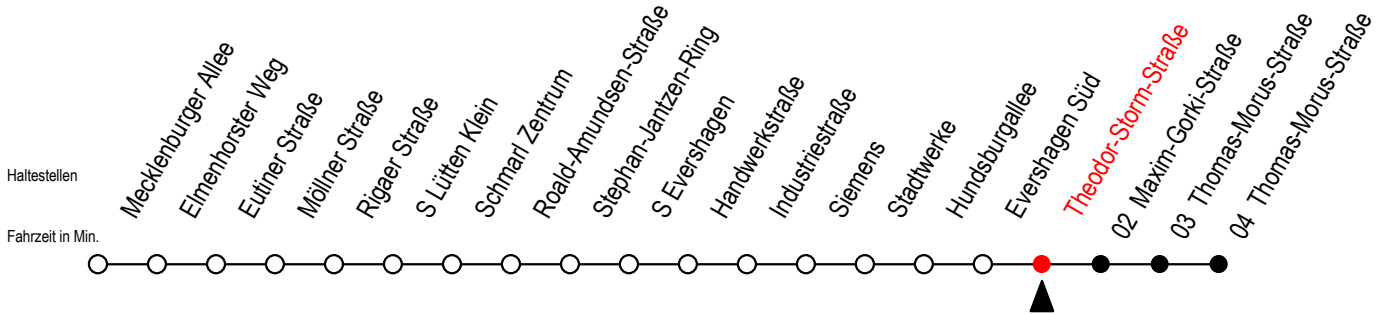 Haltestellen
Fahrzeit in Min.
Mecklenburger Allee
Elmenhorster Weg
Eutiner Straße
Möllner Straße
Rigaer Straße
S Lütten Klein
Schmarl Zentrum
Roald-Amundsen-Straße
Stephan-Jantzen-Ring
S Evershagen
Handwerkstraße
Industriestraße
Siemens
Stadtwerke
Hundsburgallee
Evershagen Süd
Theodor-Storm-Straße
02 Maxim-Gorki-Straße
03 Thomas-Morus-Straße
04 Thomas-Morus-Straße